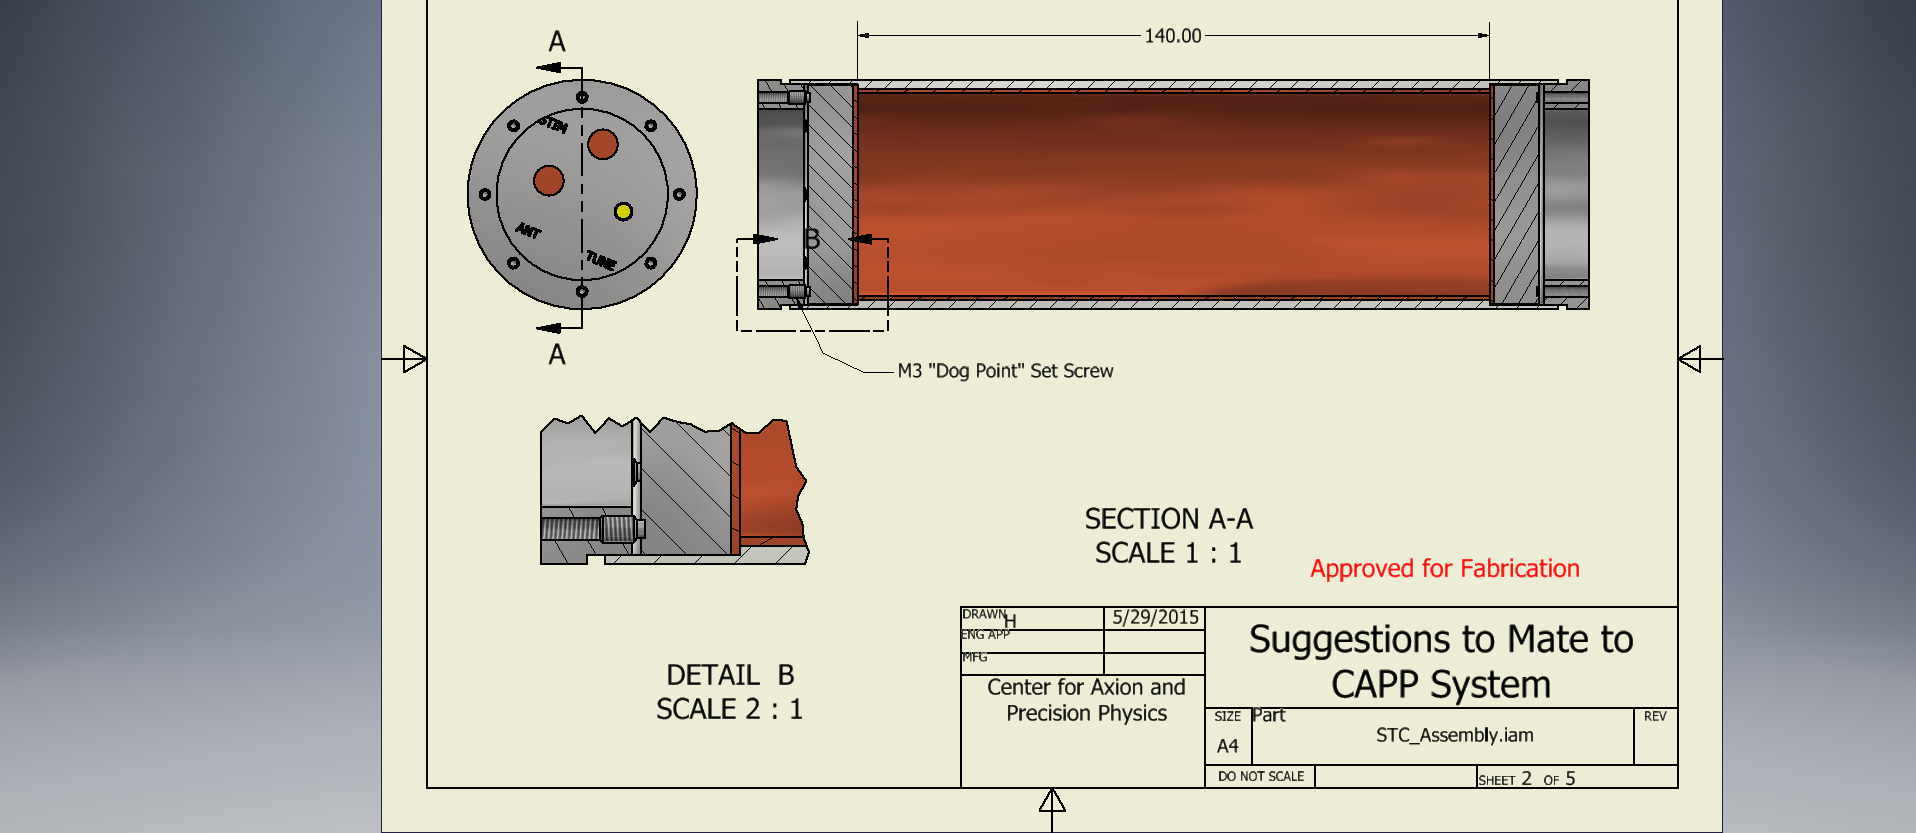 A
140.00
STIM
B
ANT
TUNE
A
M3 "Dog Point" Set Screw
SECTION A-A
SCALE 1 : 1
Approved for Fabrication
DETAIL B
SCALE 2 : 1
DRAWN
H
5/29/2015
ENG APP
MFG
Center for Axion and
Precision Physics
Suggestions to Mate to
CAPP System
SIZE
A4
Part
STC_Assembly.iam
REV
DO NOT SCALE
SHEET 2 OF 5